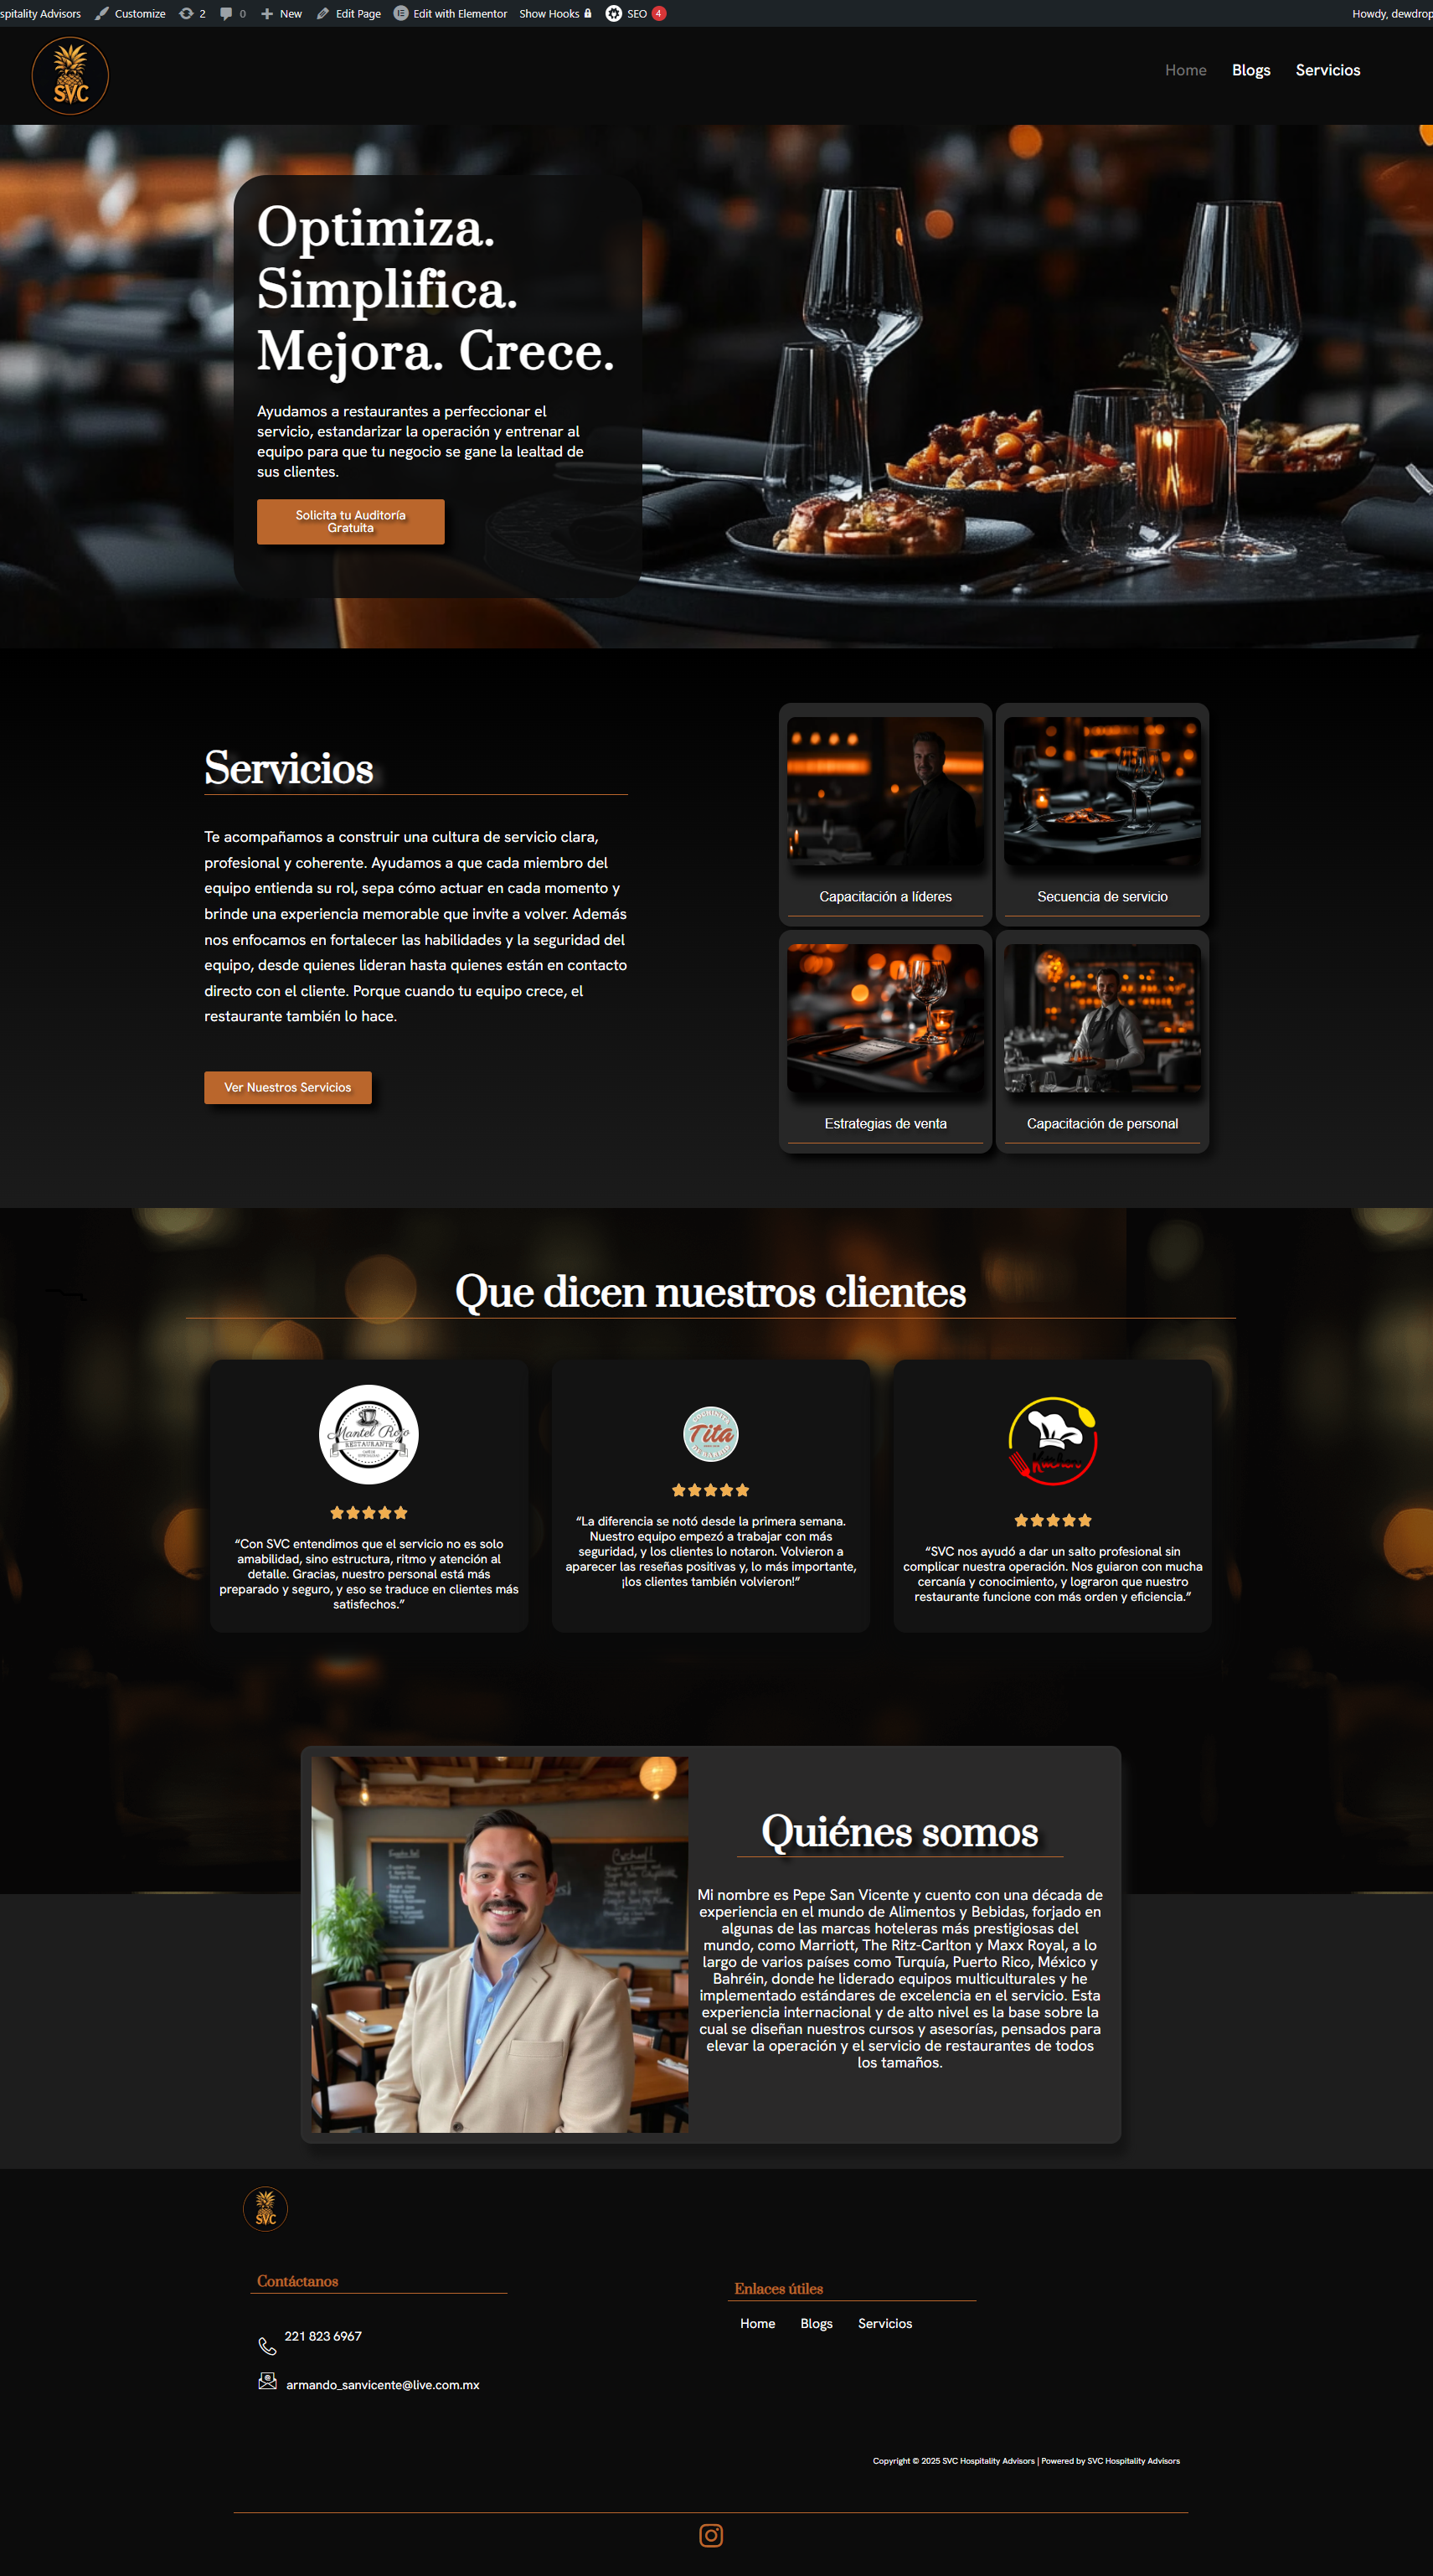 spitality Advisors Customize 2 0 New Edit Page Edit with Elementor Show Hooks SEO 4 Howdy, dewdrop
SVC
Home Blogs Servicios
Optimiza.
Simplifica.
Mejora. Crece.
Ayudamos a restaurantes a perfeccionar el
servicio, estandarizar la operación y entrenar al
equipo para que tu negocio se gane la lealtad de
sus clientes.
Solicita tu Auditoría
Gratuita
Servicios
Te acompañamos a construir una cultura de servicio clara,
profesional y coherente. Ayudamos a que cada miembro del
equipo entienda su rol, sepa cómo actuar en cada momento y
brinde una experiencia memorable que invite a volver. Además
nos enfocamos en fortalecer las habilidades y la seguridad del
equipo, desde quienes lideran hasta quienes están en contacto
directo con el cliente. Porque cuando tu equipo crece, el
restaurante también lo hace.
Ver Nuestros Servicios
Capacitación a líderes
Secuencia de servicio
Estrategias de venta
Capacitación de personal
Que dicen nuestros clientes
Mantel Rojo
RESTAURANTE
“Con SVC entendimos que el servicio no es solo
amabilidad, sino estructura, ritmo y atención al
detalle. Gracias, nuestro personal está más
preparado y seguro, y eso se traduce en clientes más
satisfechos.”
COCHINITA
Tita
“La diferencia se notó desde la primera semana.
Nuestro equipo empezó a trabajar con más
seguridad, y los clientes lo notaron. Volvieron a
aparecer las reseñas positivas y, lo más importante,
¡los clientes también volvieron!”
Kuchen
“SVC nos ayudó a dar un salto profesional sin
complicar nuestra operación. Nos guiaron con mucha
cercanía y conocimiento, y lograron que nuestro
restaurante funcione con más orden y eficiencia.”
Quiénes somos
Mi nombre es Pepe San Vicente y cuento con una década de
experiencia en el mundo de Alimentos y Bebidas, forjado en
algunas de las marcas hoteleras más prestigiosas del
mundo, como Marriott, The Ritz-Carlton y Maxx Royal, a lo
largo de varios países como Turquía, Puerto Rico, México y
Bahréin, donde he liderado equipos multiculturales y he
implementado estándares de excelencia en el servicio. Esta
experiencia internacional y de alto nivel es la base sobre la
cual se diseñan nuestros cursos y asesorías, pensados para
elevar la operación y el servicio de restaurantes de todos
los tamaños.
SVC
Contáctanos
221 823 6967
armando_sanvicente@live.com.mx
Enlaces útiles
Home Blogs Servicios
Copyright © 2025 SVC Hospitality Advisors | Powered by SVC Hospitality Advisors